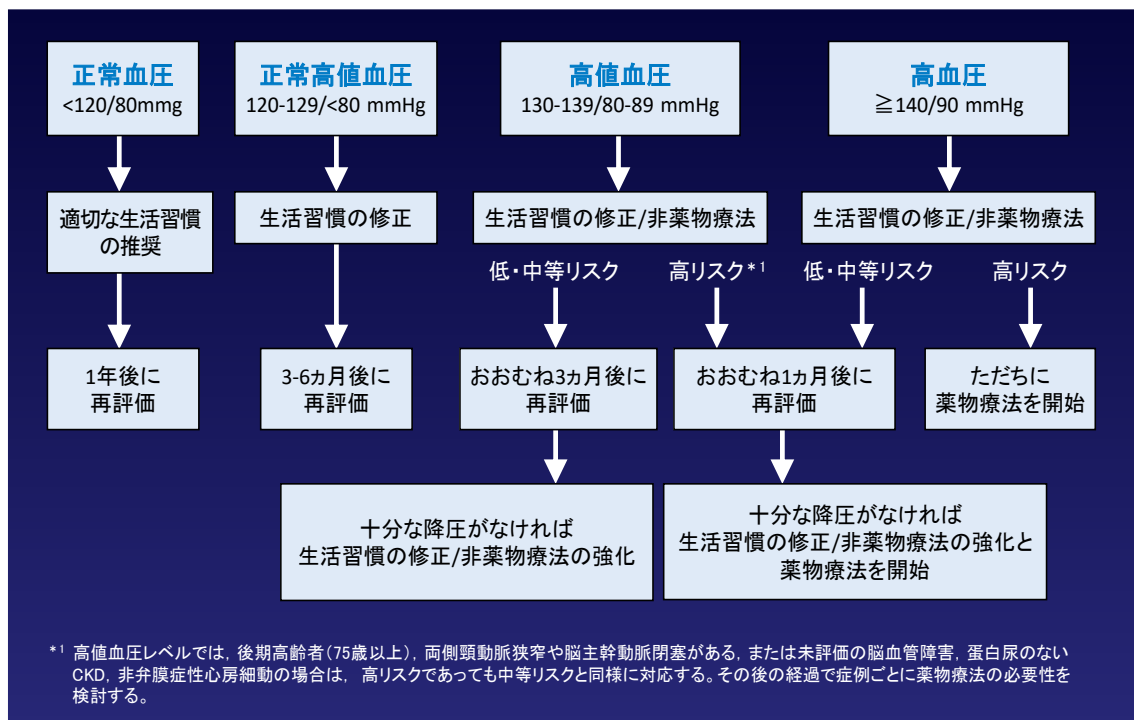 正常血圧
<120/80mmg
正常高値血圧
120-129/<80 mmHg
高値血圧
130-139/80-89 mmHg
高血圧
≧140/90 mmHg
適切な生活習慣
の推奨
生活習慣の修正
生活習慣の修正/非薬物療法
生活習慣の修正/非薬物療法
低・中等リスク
高リスク*1
低・中等リスク
高リスク
1年後に
再評価
3-6ヵ月後に
再評価
おおむね3ヵ月後に
再評価
おおむね1ヵ月後に
再評価
ただちに
薬物療法を開始
十分な降圧がなければ
生活習慣の修正/非薬物療法の強化
十分な降圧がなければ
生活習慣の修正/非薬物療法の強化と
薬物療法を開始
*1 高値血圧レベルでは，後期高齢者（75歳以上），両側頸動脈狭窄や脳主幹動脈閉塞がある，または未評価の脳血管障害，蛋白尿のない
CKD，非弁膜症性心房細動の場合は， 高リスクであっても中等リスクと同様に対応する。その後の経過で症例ごとに薬物療法の必要性を
検討する。